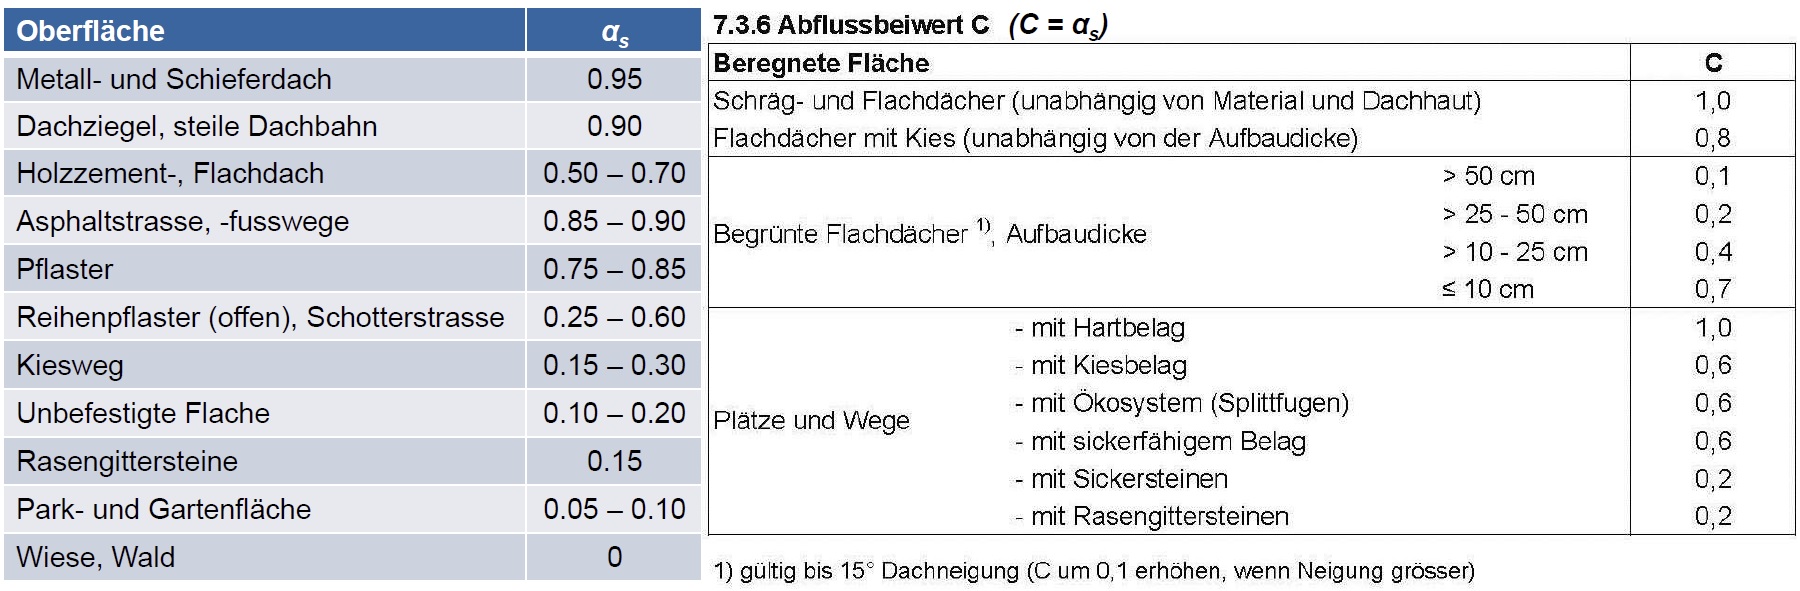 Oberfläche αs
Metall- und Schieferdach 0.95
Dachziegel, steile Dachbahn 0.90
Holzzement-, Flachdach 0.50 – 0.70
Asphaltstrasse, -fusswege 0.85 – 0.90
Pflaster 0.75 – 0.85
Reihenpflaster (offen), Schotterstrasse 0.25 – 0.60
Kiesweg 0.15 – 0.30
Unbefestigte Flache 0.10 – 0.20
Rasengittersteine 0.15
Park- und Gartenfläche 0.05 – 0.10
Wiese, Wald 0
7.3.6 Abflussbeiwert C (C = αs)
Beregnete Fläche C
Schräg- und Flachdächer (unabhängig von Material und Dachhaut) 1,0
Flachdächer mit Kies (unabhängig von der Aufbaudicke) 0,8
Begrünte Flachdächer 1), Aufbaudicke
> 50 cm 0,1
> 25 - 50 cm 0,2
> 10 - 25 cm 0,4
≤ 10 cm 0,7
Plätze und Wege
- mit Hartbelag 1,0
- mit Kiesbelag 0,6
- mit Ökosystem (Splittfugen) 0,6
- mit sickerfähigem Belag 0,6
- mit Sickersteinen 0,2
- mit Rasengittersteinen 0,2
1) gültig bis 15° Dachneigung (C um 0,1 erhöhen, wenn Neigung grösser)